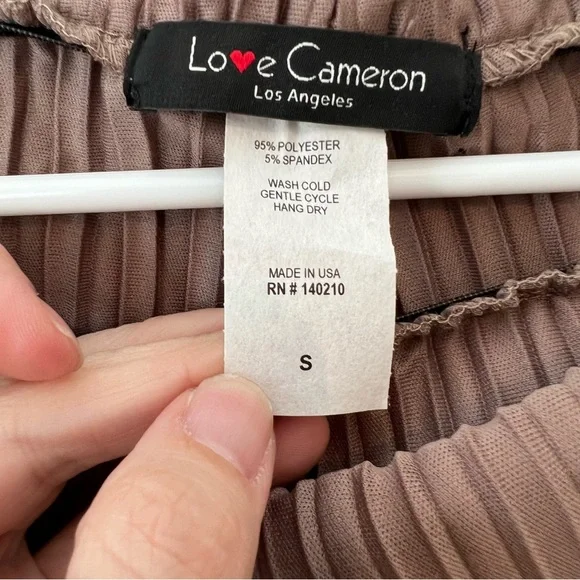 Love Cameron
Los Angeles
95% POLYESTER
5% SPANDEX
WASH COLD
GENTLE CYCLE
HANG DRY
MADE IN USA
RN # 140210
S